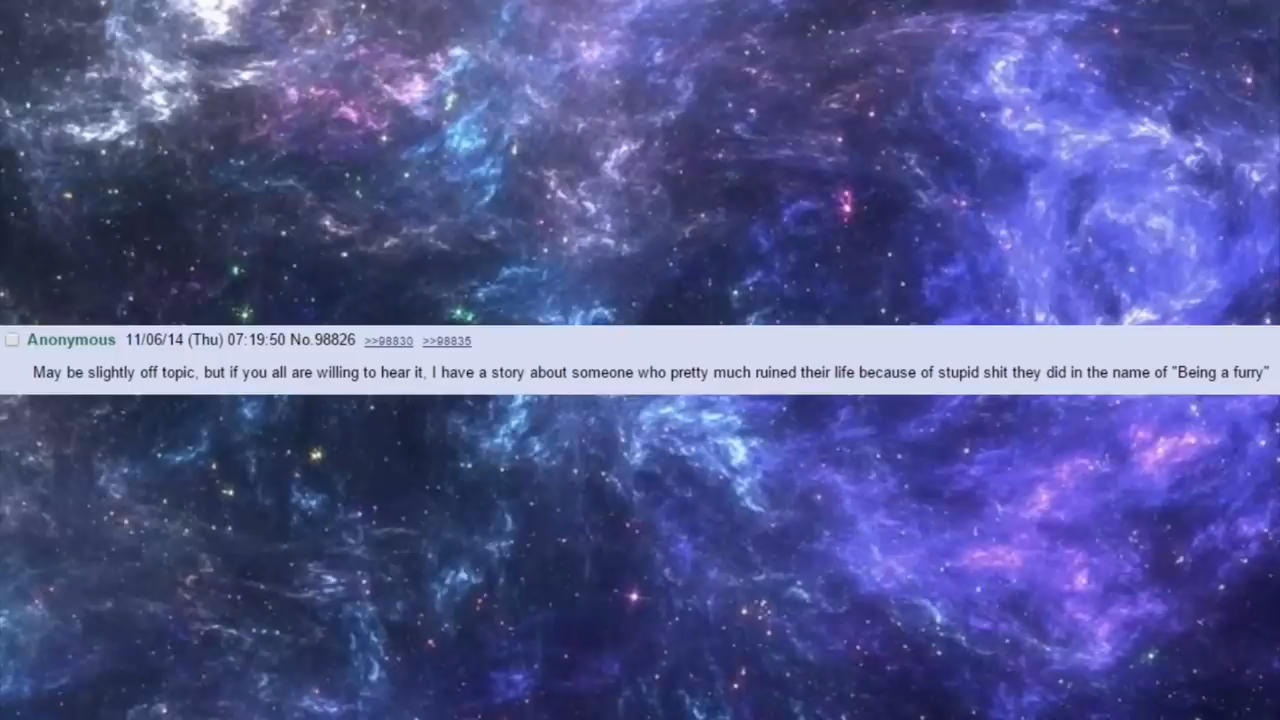 Anonymous 11/06/14 (Thu) 07:19:50 No.98826 >>98830 >>98835
May be slightly off topic, but if you all are willing to hear it, I have a story about someone who pretty much ruined their life because of stupid shit they did in the name of "Being a furry"